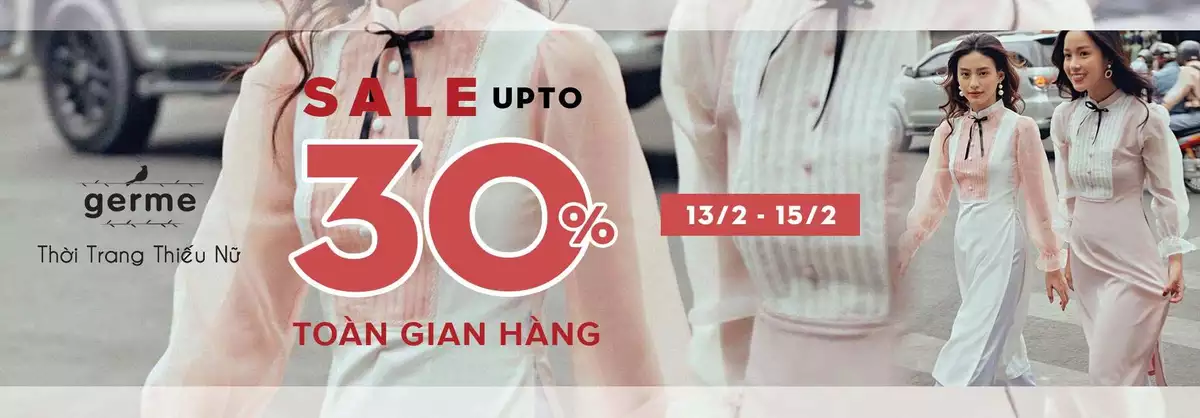 germe
Thời Trang Thiếu Nữ
SALE UPTO
30%
TOÀN GIAN HÀNG
13/2 - 15/2